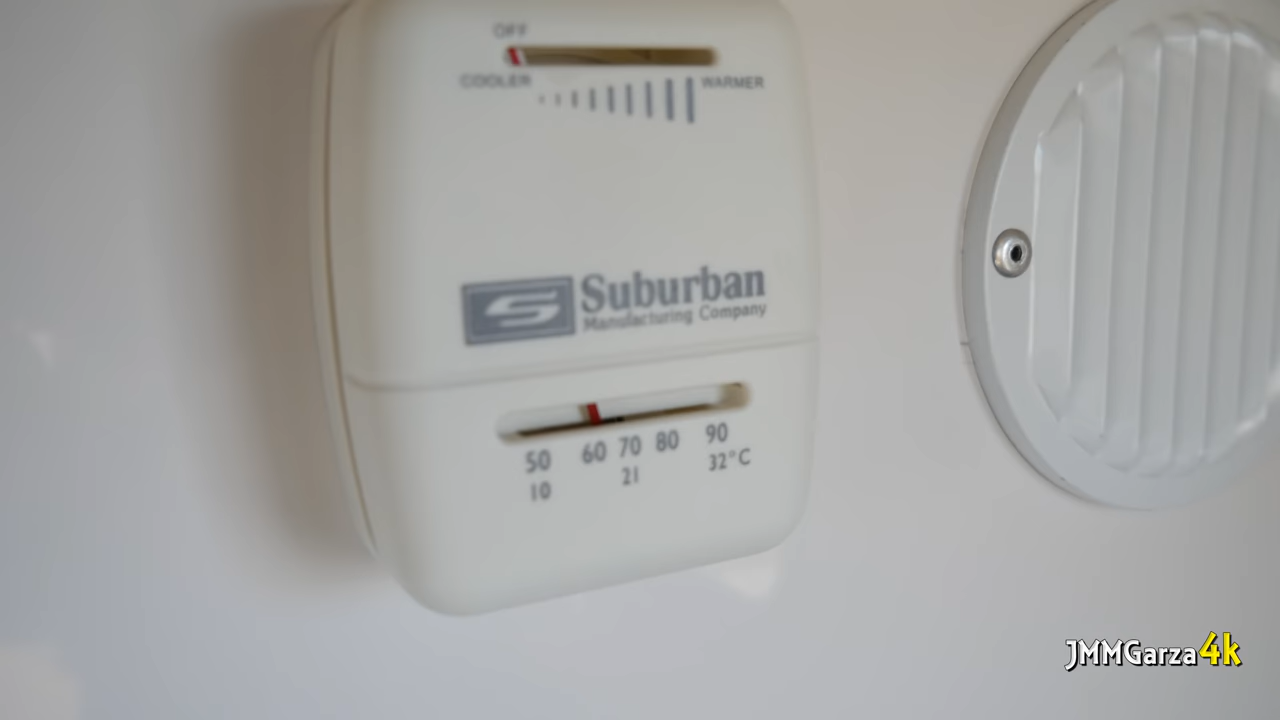 OFF
COOLER WARMER
Suburban
Manufacturing Company
50 60 70 80 90
10 21 32°C
JMMGarza4k